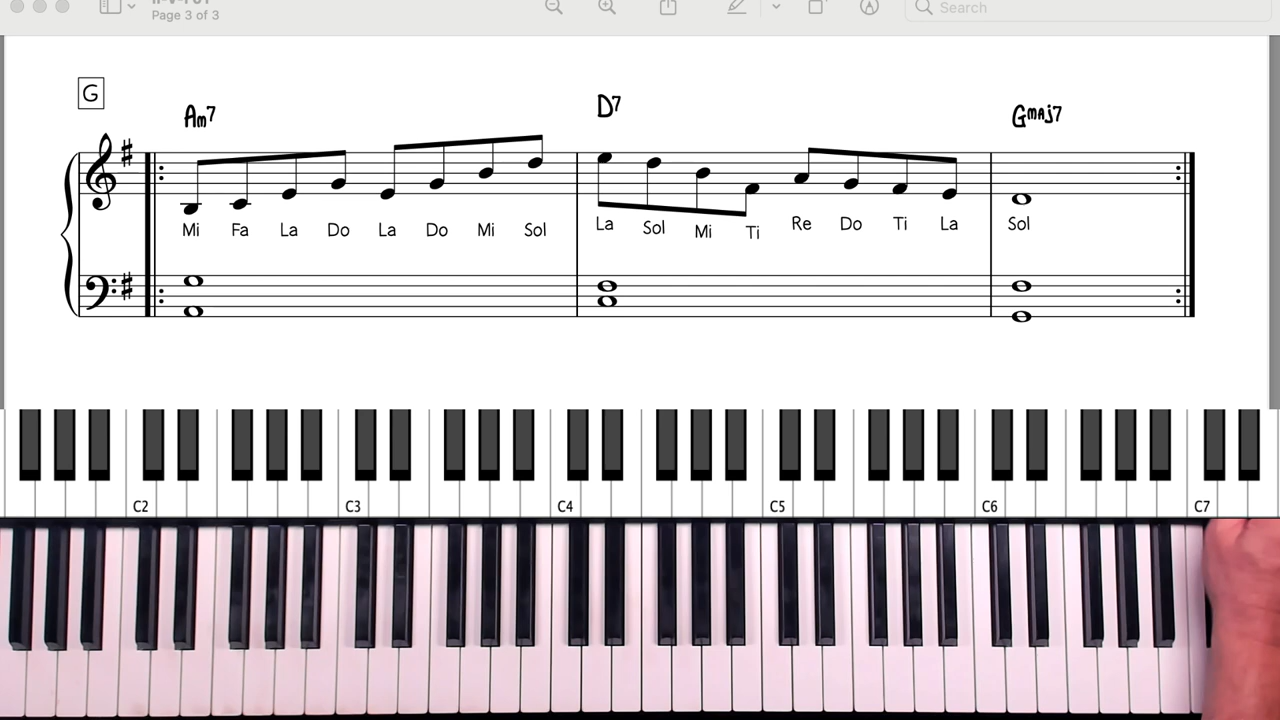 Page 3 of 3
Search
G
Am7 D7 Gmaj7
Mi Fa La Do La Do Mi Sol La Sol Mi Ti Re Do Ti La Sol
C2 C3 C4 C5 C6 C7